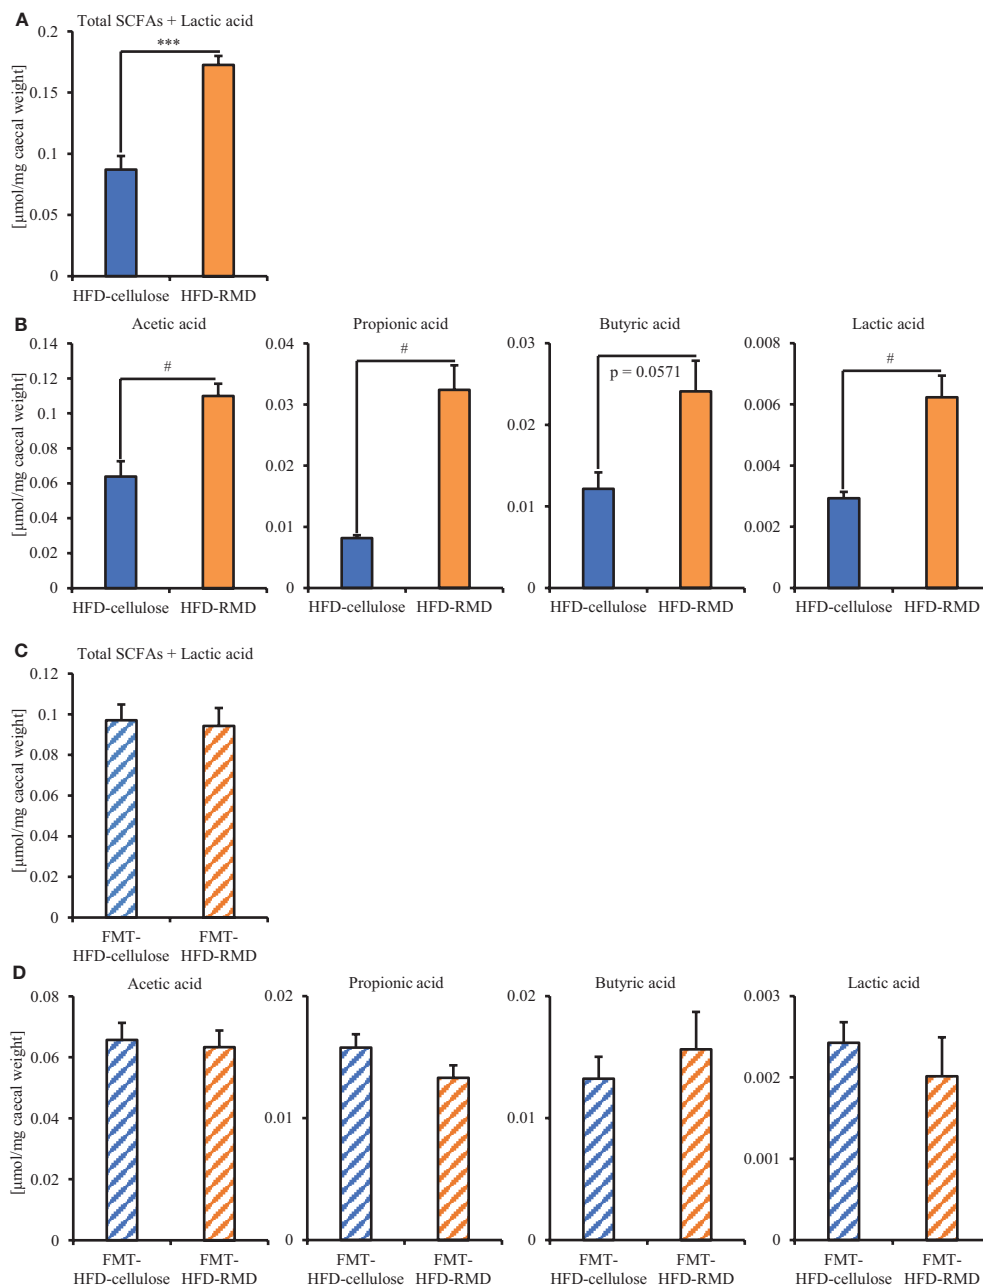 A
Total SCFAs + Lactic acid
[µmol/mg caecal weight]
0.2
0.15
0.1
0.05
0
***
HFD-cellulose HFD-RMD
B
Acetic acid
[µmol/mg caecal weight]
0.14
0.12
0.1
0.08
0.06
0.04
0.02
0
#
HFD-cellulose HFD-RMD
Propionic acid
0.04
0.03
0.02
0.01
0
#
HFD-cellulose HFD-RMD
Butyric acid
0.03
0.02
0.01
0
p = 0.0571
HFD-cellulose HFD-RMD
Lactic acid
0.008
0.006
0.004
0.002
0
#
HFD-cellulose HFD-RMD
C
Total SCFAs + Lactic acid
[µmol/mg caecal weight]
0.12
0.1
0.08
0.06
0.04
0.02
0
FMT- FMT-
HFD-cellulose HFD-RMD
D
Acetic acid
[µmol/mg caecal weight]
0.08
0.06
0.04
0.02
0
FMT- FMT-
HFD-cellulose HFD-RMD
Propionic acid
0.02
0.01
0
FMT- FMT-
HFD-cellulose HFD-RMD
Butyric acid
0.02
0.01
0
FMT- FMT-
HFD-cellulose HFD-RMD
Lactic acid
0.003
0.002
0.001
0
FMT- FMT-
HFD-cellulose HFD-RMD